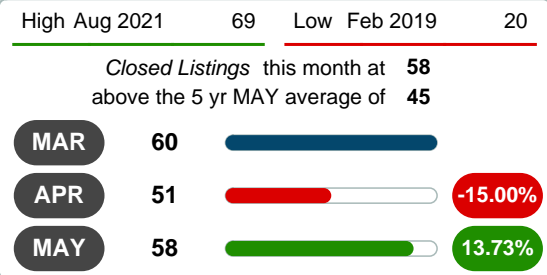 High Aug 2021 69 Low Feb 2019 20
Closed Listings this month at 58
above the 5 yr MAY average of 45
MAR 60
APR 51 -15.00%
MAY 58 13.73%